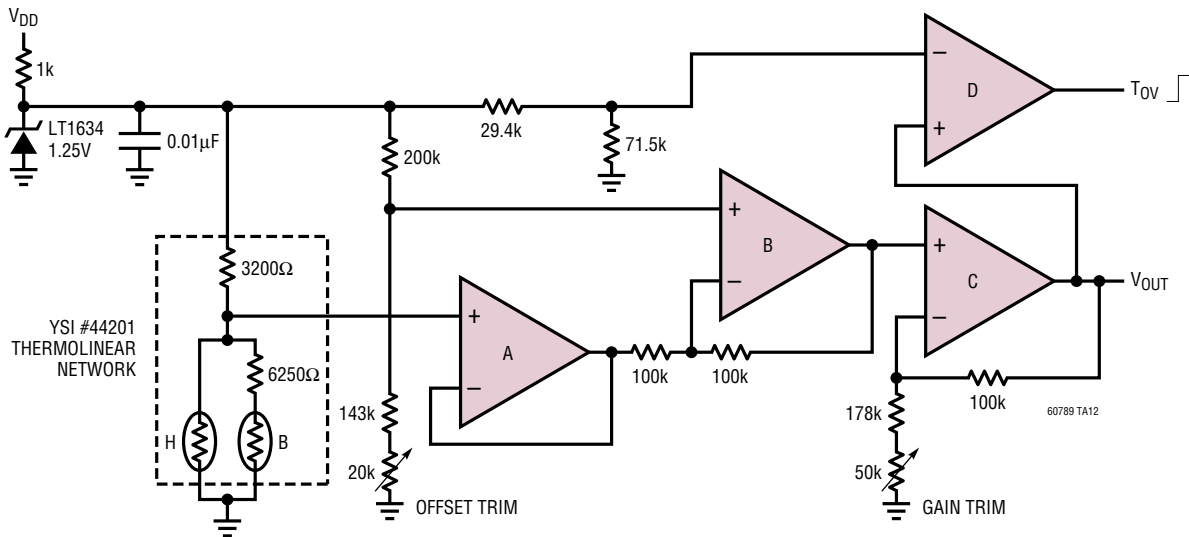 VDD
1k
LT1634
1.25V
0.01µF
29.4k
71.5k
200k
−
+
D
TOV
+
−
B
+
−
C
VOUT
3200Ω
YSI #44201
THERMOLINEAR
NETWORK
6250Ω
H
B
+
−
A
100k
100k
143k
20k
OFFSET TRIM
100k
178k
50k
GAIN TRIM
60789 TA12